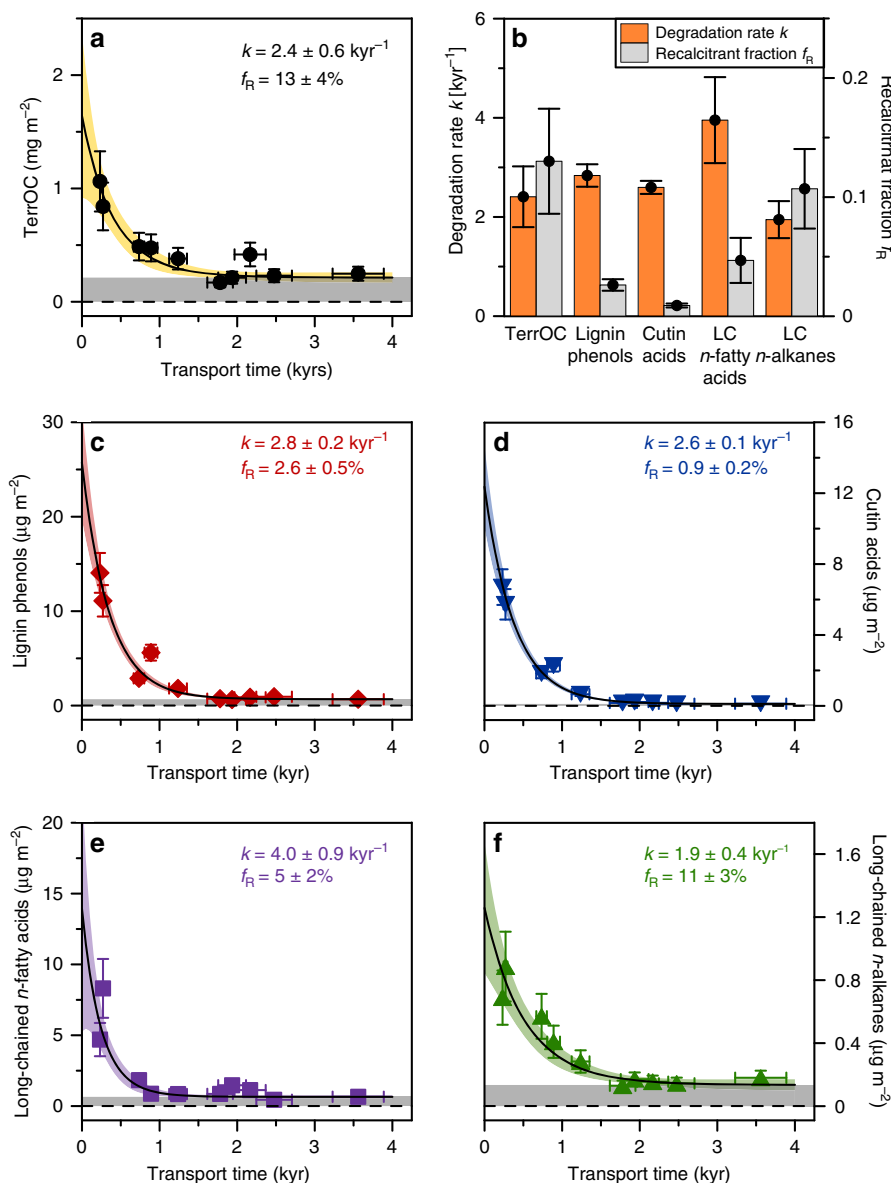 a
k = 2.4 ± 0.6 kyr⁻¹
f_R = 13 ± 4%
TerrOC (mg m⁻²)
2
1
0
0 1 2 3 4
Transport time (kyrs)
b
Degradation rate k
Recalcitrant fraction f_R
Degradation rate k [kyr⁻¹]
6
5
4
3
2
1
0
Recalcitrnat fraction f_R
0.2
0.1
0
TerrOC Lignin phenols Cutin acids LC n-fatty acids LC n-alkanes
c
k = 2.8 ± 0.2 kyr⁻¹
f_R = 2.6 ± 0.5%
Lignin phenols (µg m⁻²)
30
20
10
0
0 1 2 3 4
Transport time (kyr)
d
k = 2.6 ± 0.1 kyr⁻¹
f_R = 0.9 ± 0.2%
Cutin acids (µg m⁻²)
16
12
8
4
0
0 1 2 3 4
Transport time (kyr)
e
k = 4.0 ± 0.9 kyr⁻¹
f_R = 5 ± 2%
Long-chained n-fatty acids (µg m⁻²)
20
15
10
5
0
0 1 2 3 4
Transport time (kyr)
f
k = 1.9 ± 0.4 kyr⁻¹
f_R = 11 ± 3%
Long-chained n-alkanes (µg m⁻²)
1.6
1.2
0.8
0.4
0
0 1 2 3 4
Transport time (kyr)